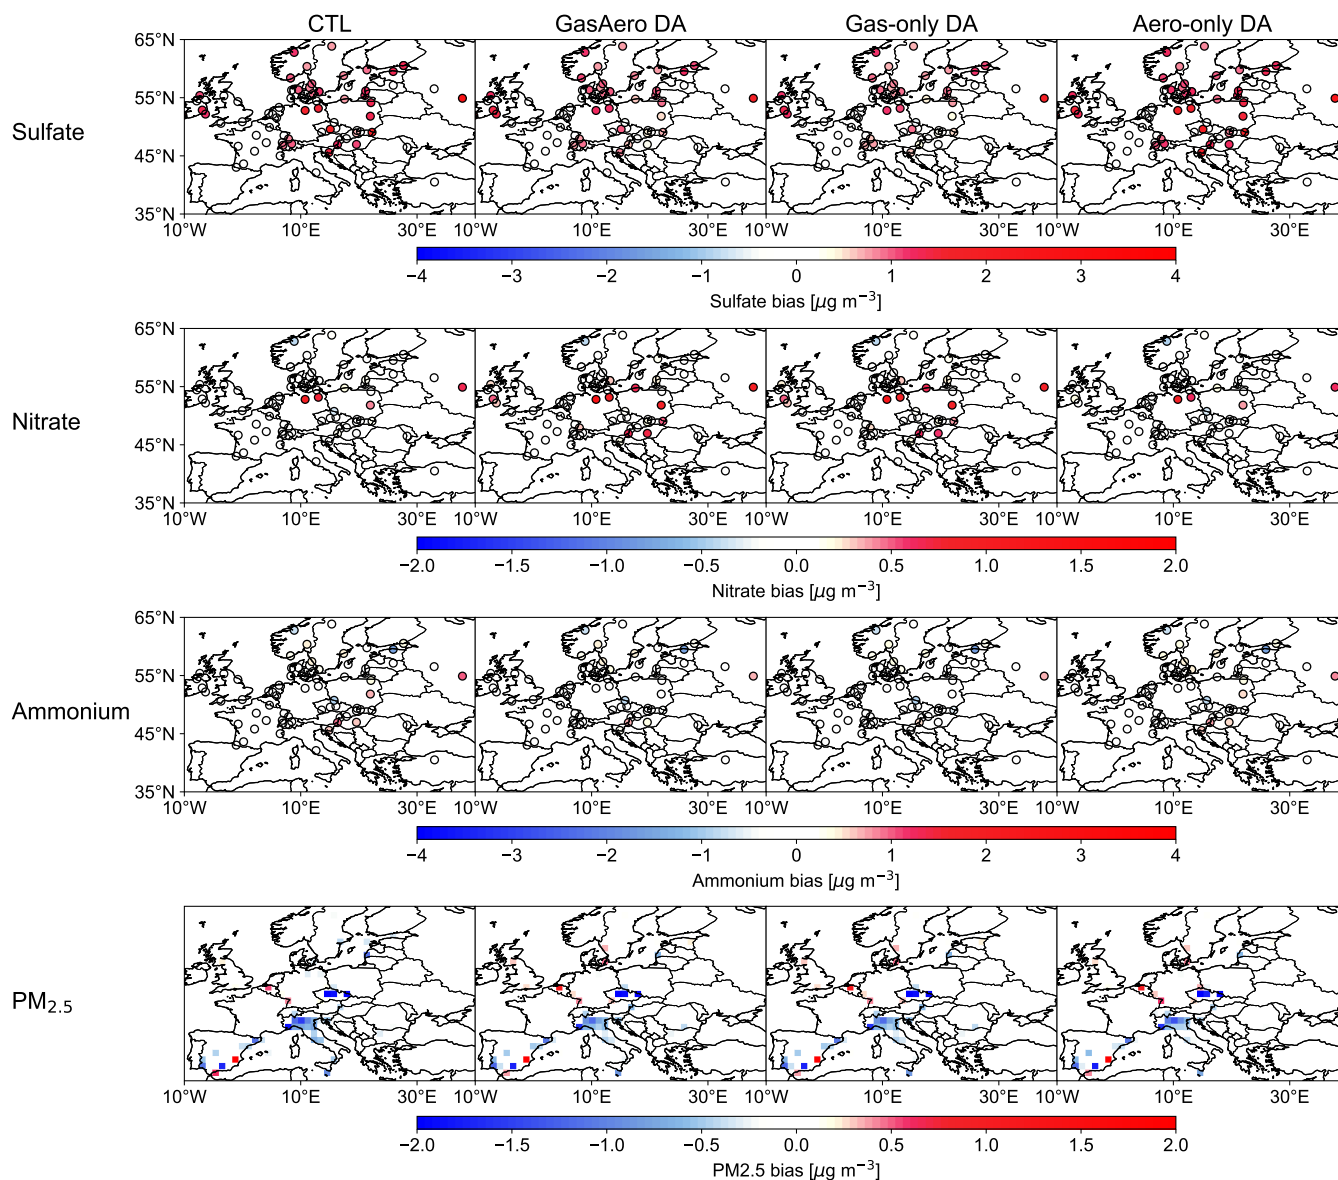 CTL GasAero DA Gas-only DA Aero-only DA
65°N
55°N
Sulfate
45°N
35°N
10°W 10°E 30°E 10°W 10°E 30°E 10°W 10°E 30°E 10°W 10°E 30°E
−4 −3 −2 −1 0 1 2 3 4
Sulfate bias [μg m⁻³]
65°N
55°N
Nitrate
45°N
35°N
10°W 10°E 30°E 10°W 10°E 30°E 10°W 10°E 30°E 10°W 10°E 30°E
−2.0 −1.5 −1.0 −0.5 0.0 0.5 1.0 1.5 2.0
Nitrate bias [μg m⁻³]
65°N
55°N
Ammonium
45°N
35°N
10°W 10°E 30°E 10°W 10°E 30°E 10°W 10°E 30°E 10°W 10°E 30°E
−4 −3 −2 −1 0 1 2 3 4
Ammonium bias [μg m⁻³]
PM₂.₅
10°W 10°E 30°E 10°W 10°E 30°E 10°W 10°E 30°E 10°W 10°E 30°E
−2.0 −1.5 −1.0 −0.5 0.0 0.5 1.0 1.5 2.0
PM2.5 bias [μg m⁻³]